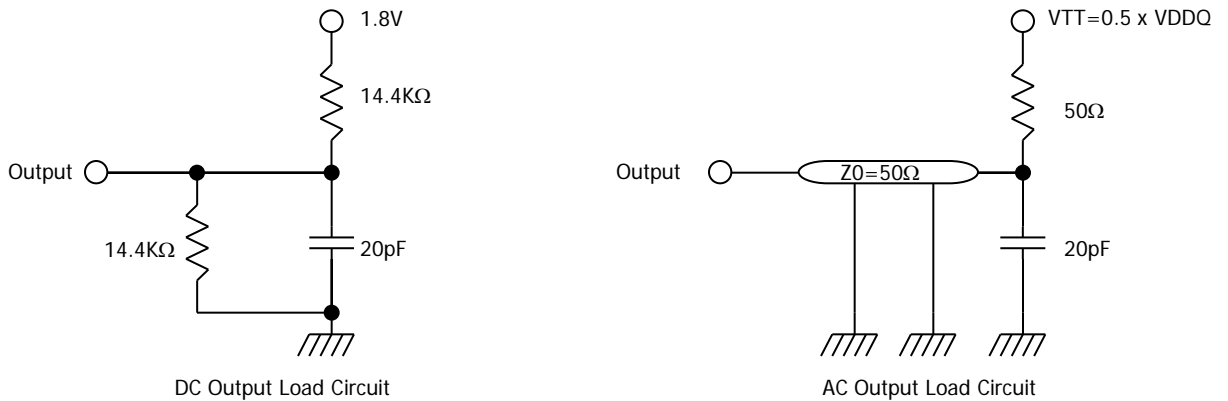 1.8V
14.4KΩ
Output
14.4KΩ
20pF
DC Output Load Circuit
VTT=0.5 x VDDQ
50Ω
Output
Z0=50Ω
20pF
AC Output Load Circuit